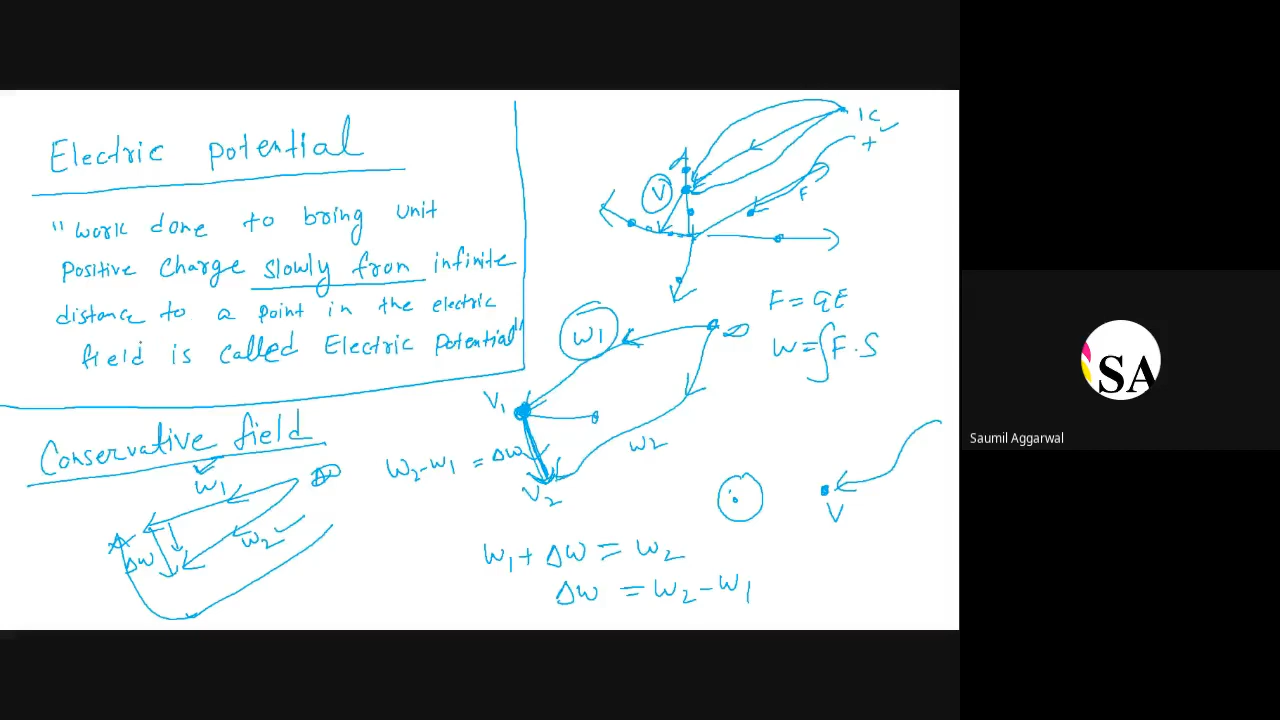 Electric potential
"work done to bring unit
positive charge slowly from infinite
distance to a point in the electric
field is called Electric Potential"
Conservative field
W1
W2
ΔW
1C
+
V
F
F = qE
W = ∫F.S
W1
∞
V1
W2 - W1 = ΔW
W2
V2
V
W1 + ΔW = W2
ΔW = W2 - W1
SA
Saumil Aggarwal